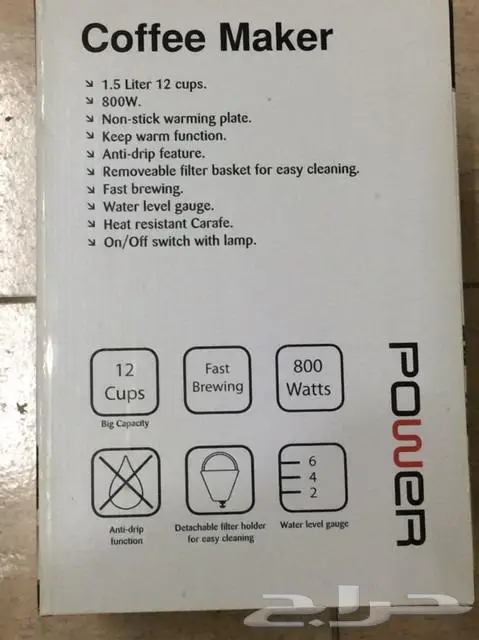 Coffee Maker
1.5 Liter 12 cups.
800W.
Non-stick warming plate.
Keep warm function.
Anti-drip feature.
Removeable filter basket for easy cleaning.
Fast brewing.
Water level gauge.
Heat resistant Carafe.
On/Off switch with lamp.
12
Cups
Big Capacity
Fast
Brewing
800
Watts
Anti-drip
function
Detachable filter holder
for easy cleaning
6
4
2
Water level gauge
POWER
حراج